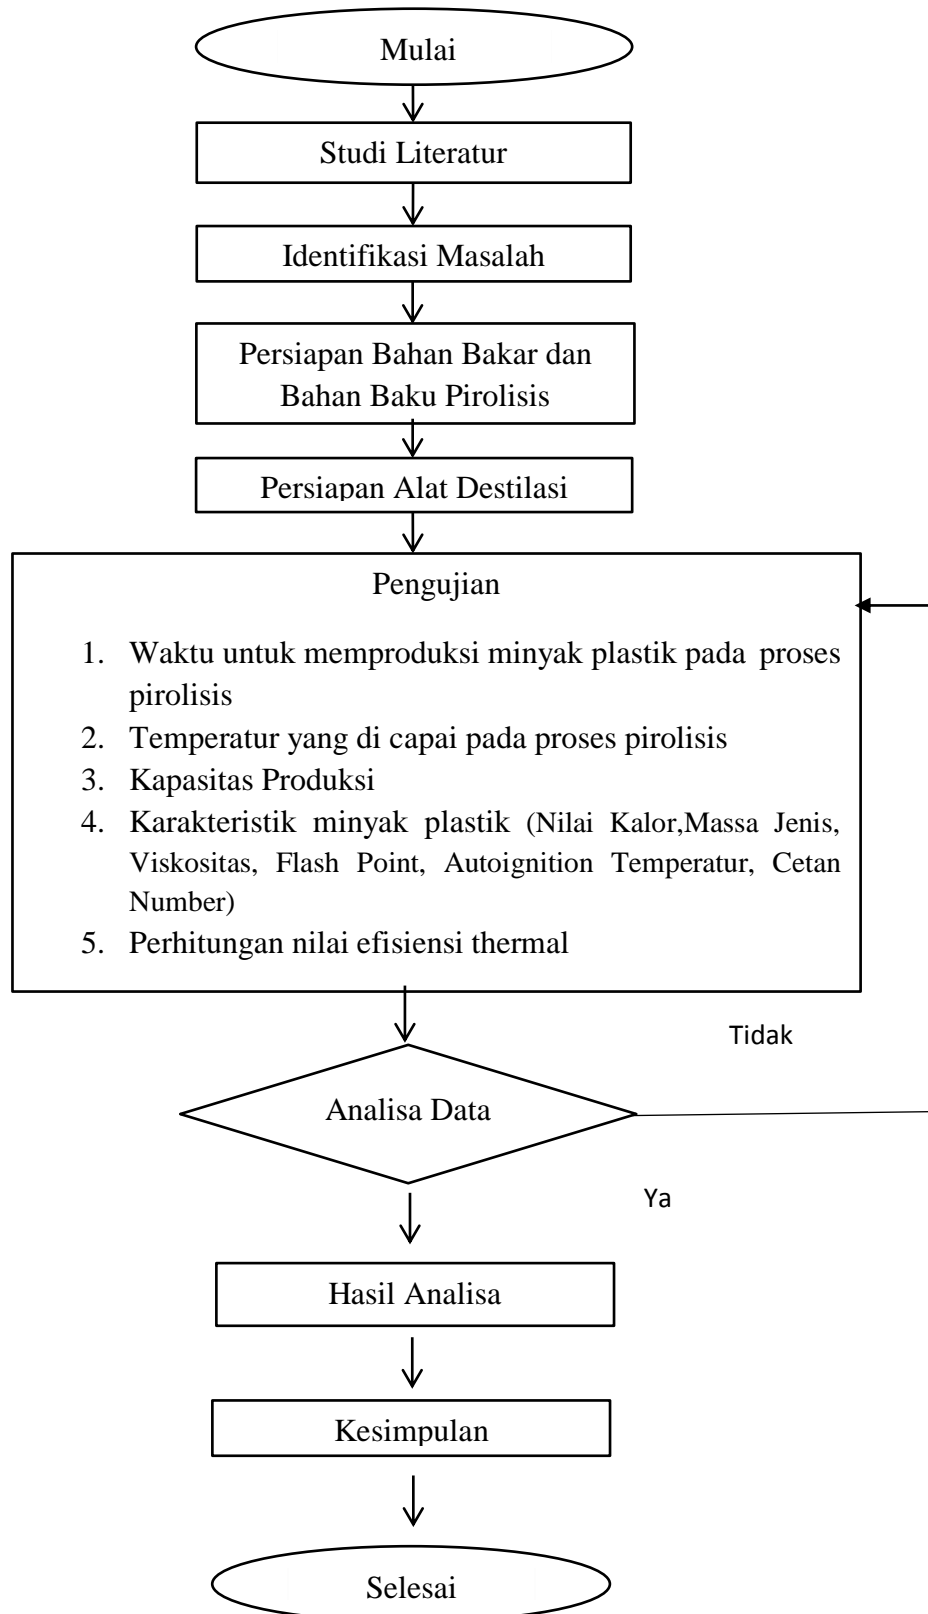 Mulai
Studi Literatur
Identifikasi Masalah
Persiapan Bahan Bakar dan
Bahan Baku Pirolisis
Persiapan Alat Destilasi
Pengujian
1. Waktu untuk memproduksi minyak plastik pada proses
pirolisis
2. Temperatur yang di capai pada proses pirolisis
3. Kapasitas Produksi
4. Karakteristik minyak plastik (Nilai Kalor,Massa Jenis,
Viskositas, Flash Point, Autoignition Temperatur, Cetan
Number)
5. Perhitungan nilai efisiensi thermal
Tidak
Analisa Data
Ya
Hasil Analisa
Kesimpulan
Selesai